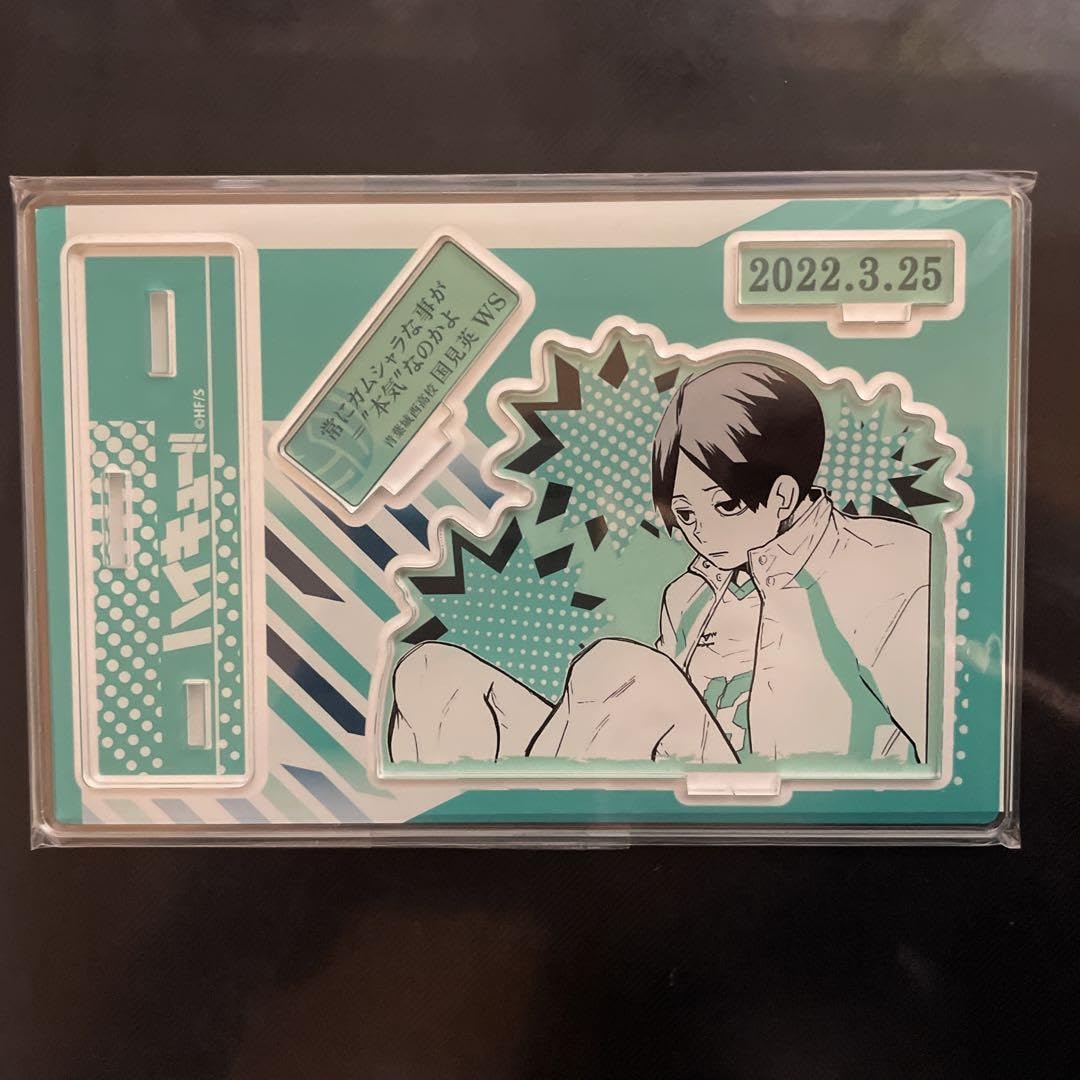 2022.3.25
常にガムシャラな事が
="本気"なのかよ
青葉城西高校 国見英 WS
ハイキュー!!
©HF/S